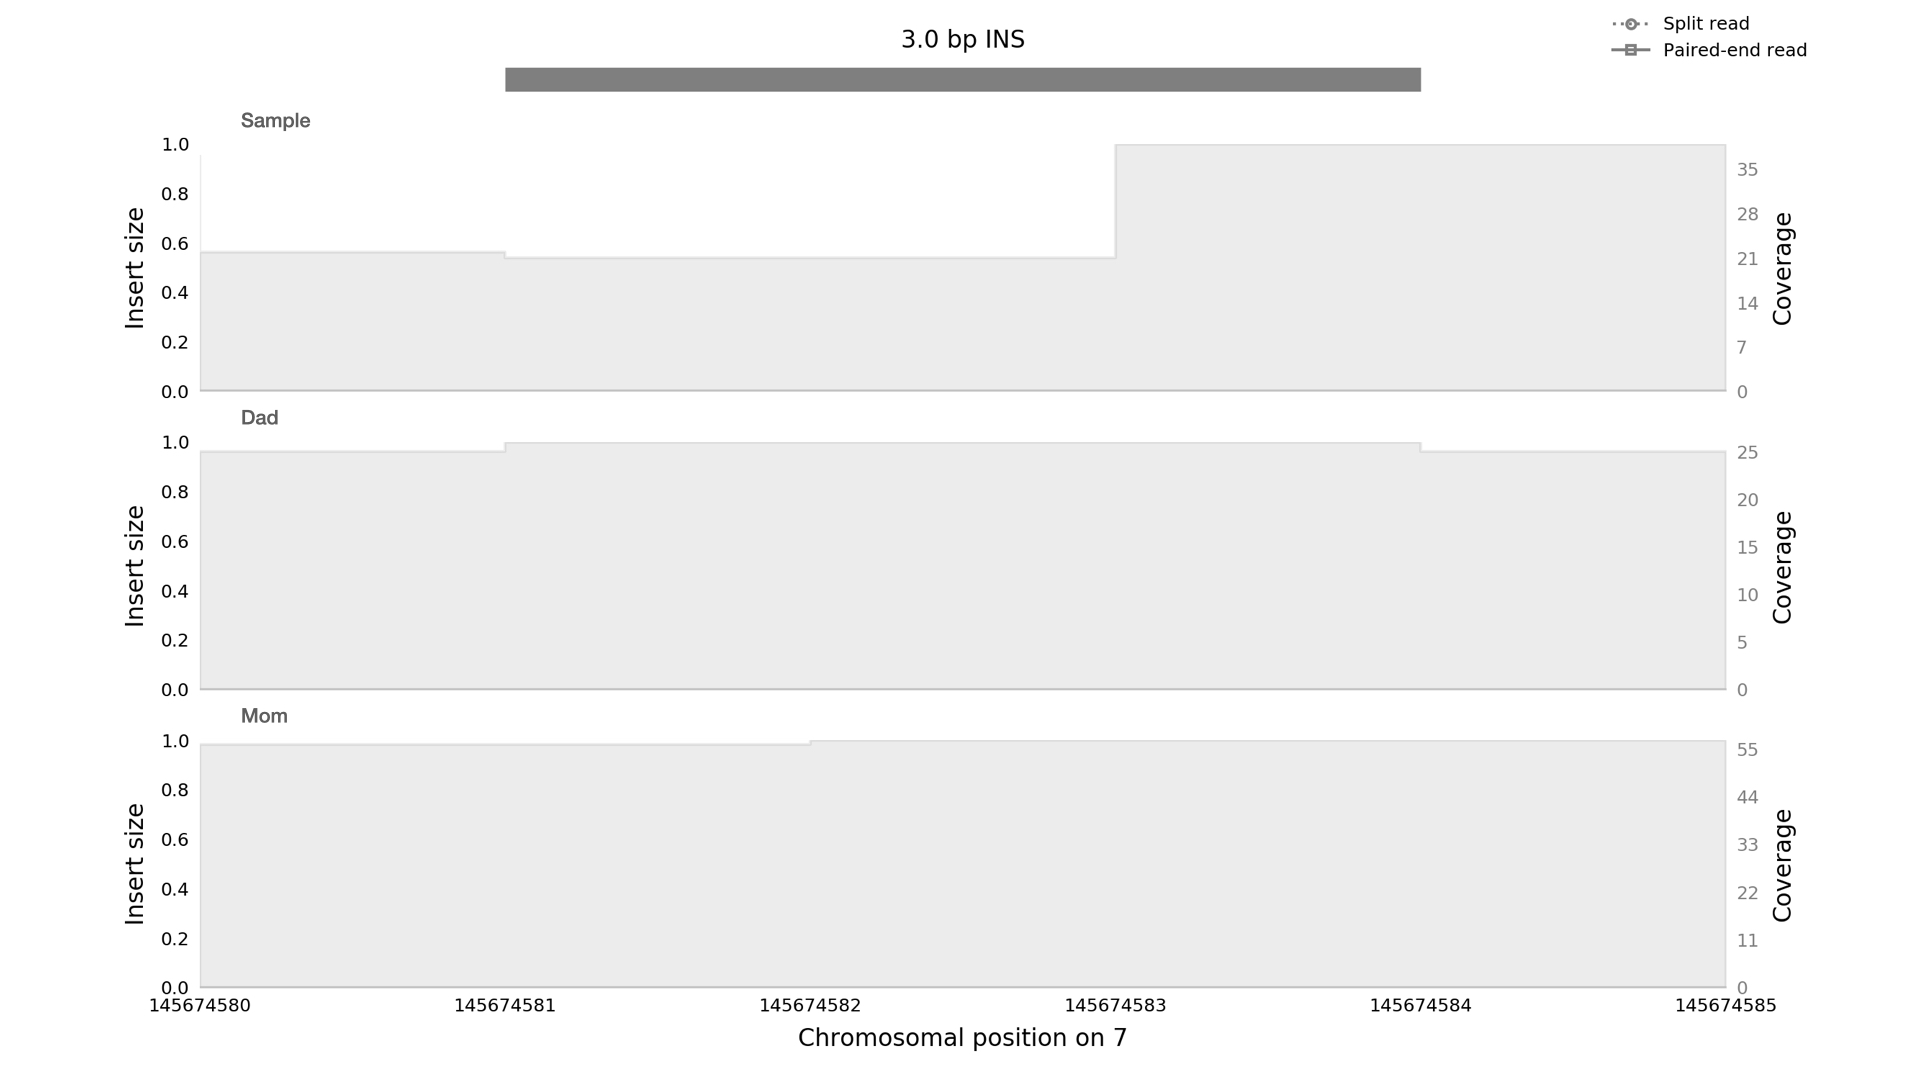 3.0 bp INS
Split read
Paired-end read
Sample
1.0
0.8
0.6
0.4
0.2
0.0
Insert size
35
28
21
14
7
0
Coverage
Dad
1.0
0.8
0.6
0.4
0.2
0.0
Insert size
25
20
15
10
5
0
Coverage
Mom
1.0
0.8
0.6
0.4
0.2
0.0
Insert size
55
44
33
22
11
0
Coverage
145674580 145674581 145674582 145674583 145674584 145674585
Chromosomal position on 7